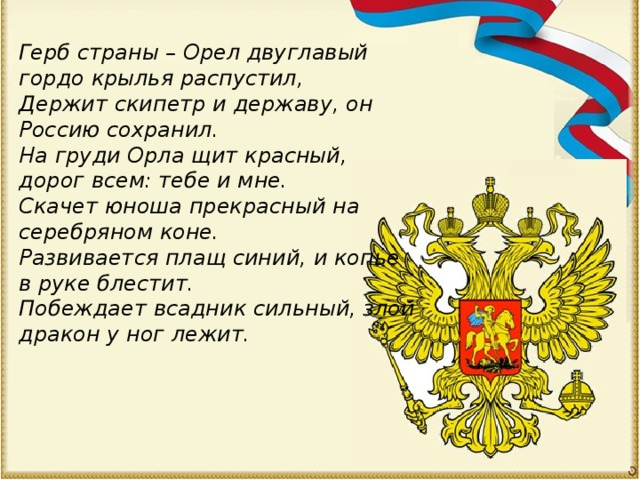 Герб страны – Орел двуглавый
гордо крылья распустил,
Держит скипетр и державу, он
Россию сохранил.
На груди Орла щит красный,
дорог всем: тебе и мне.
Скачет юноша прекрасный на
серебряном коне.
Развивается плащ синий, и копье
в руке блестит.
Побеждает всадник сильный, злой
дракон у ног лежит.